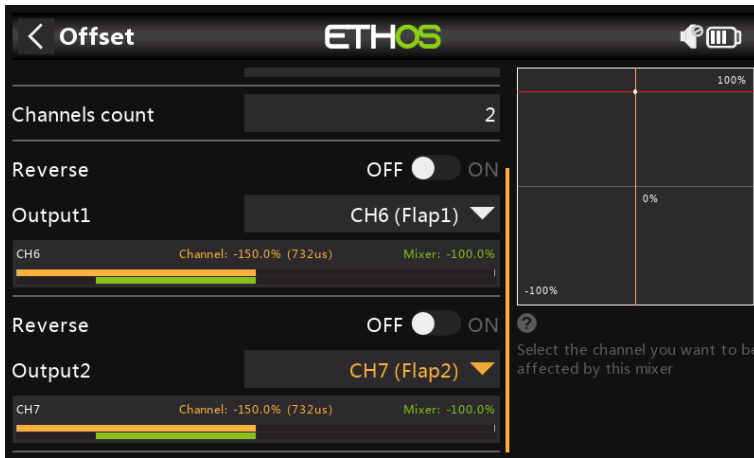 Offset
ETHOS
Channels count 2
Reverse OFF ON
Output1 CH6 (Flap1)
CH6 Channel: -150.0% (732us) Mixer: -100.0%
Reverse OFF ON
Output2 CH7 (Flap2)
CH7 Channel: -150.0% (732us) Mixer: -100.0%
100%
0%
-100%
?
Select the channel you want to be
affected by this mixer